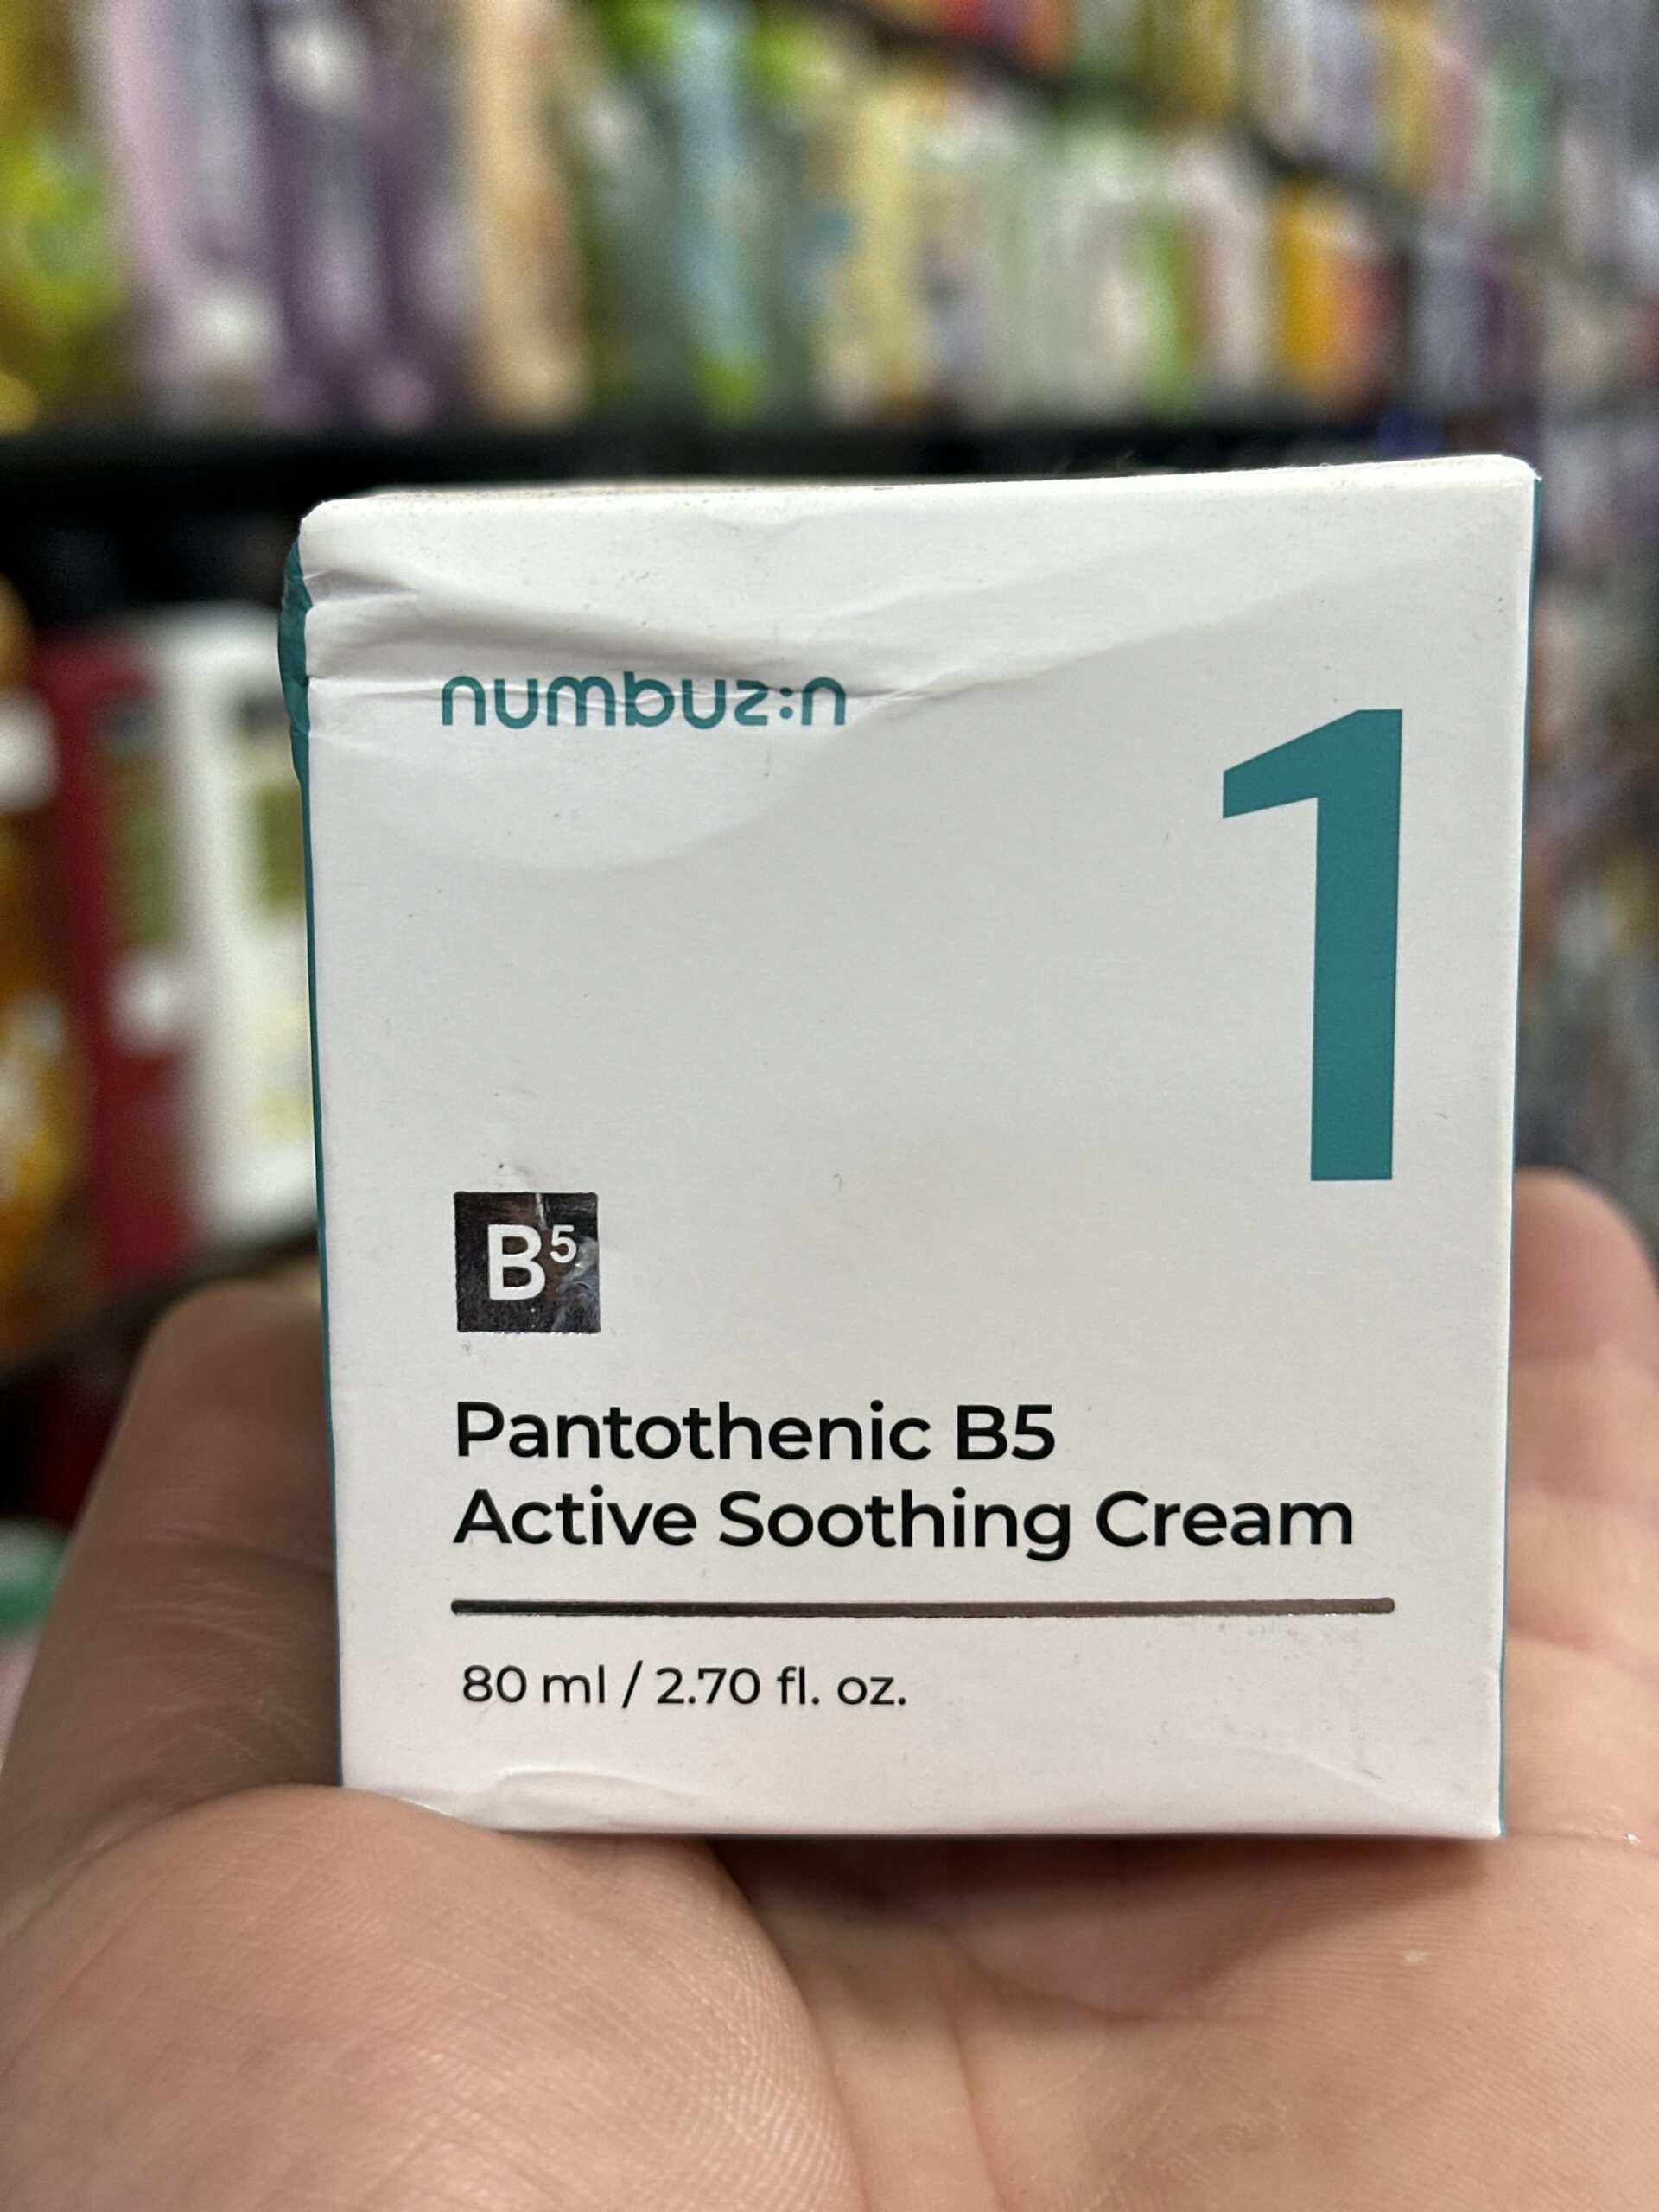 numbuz:n
1
B5
Pantothenic B5
Active Soothing Cream
80 ml / 2.70 fl. oz.